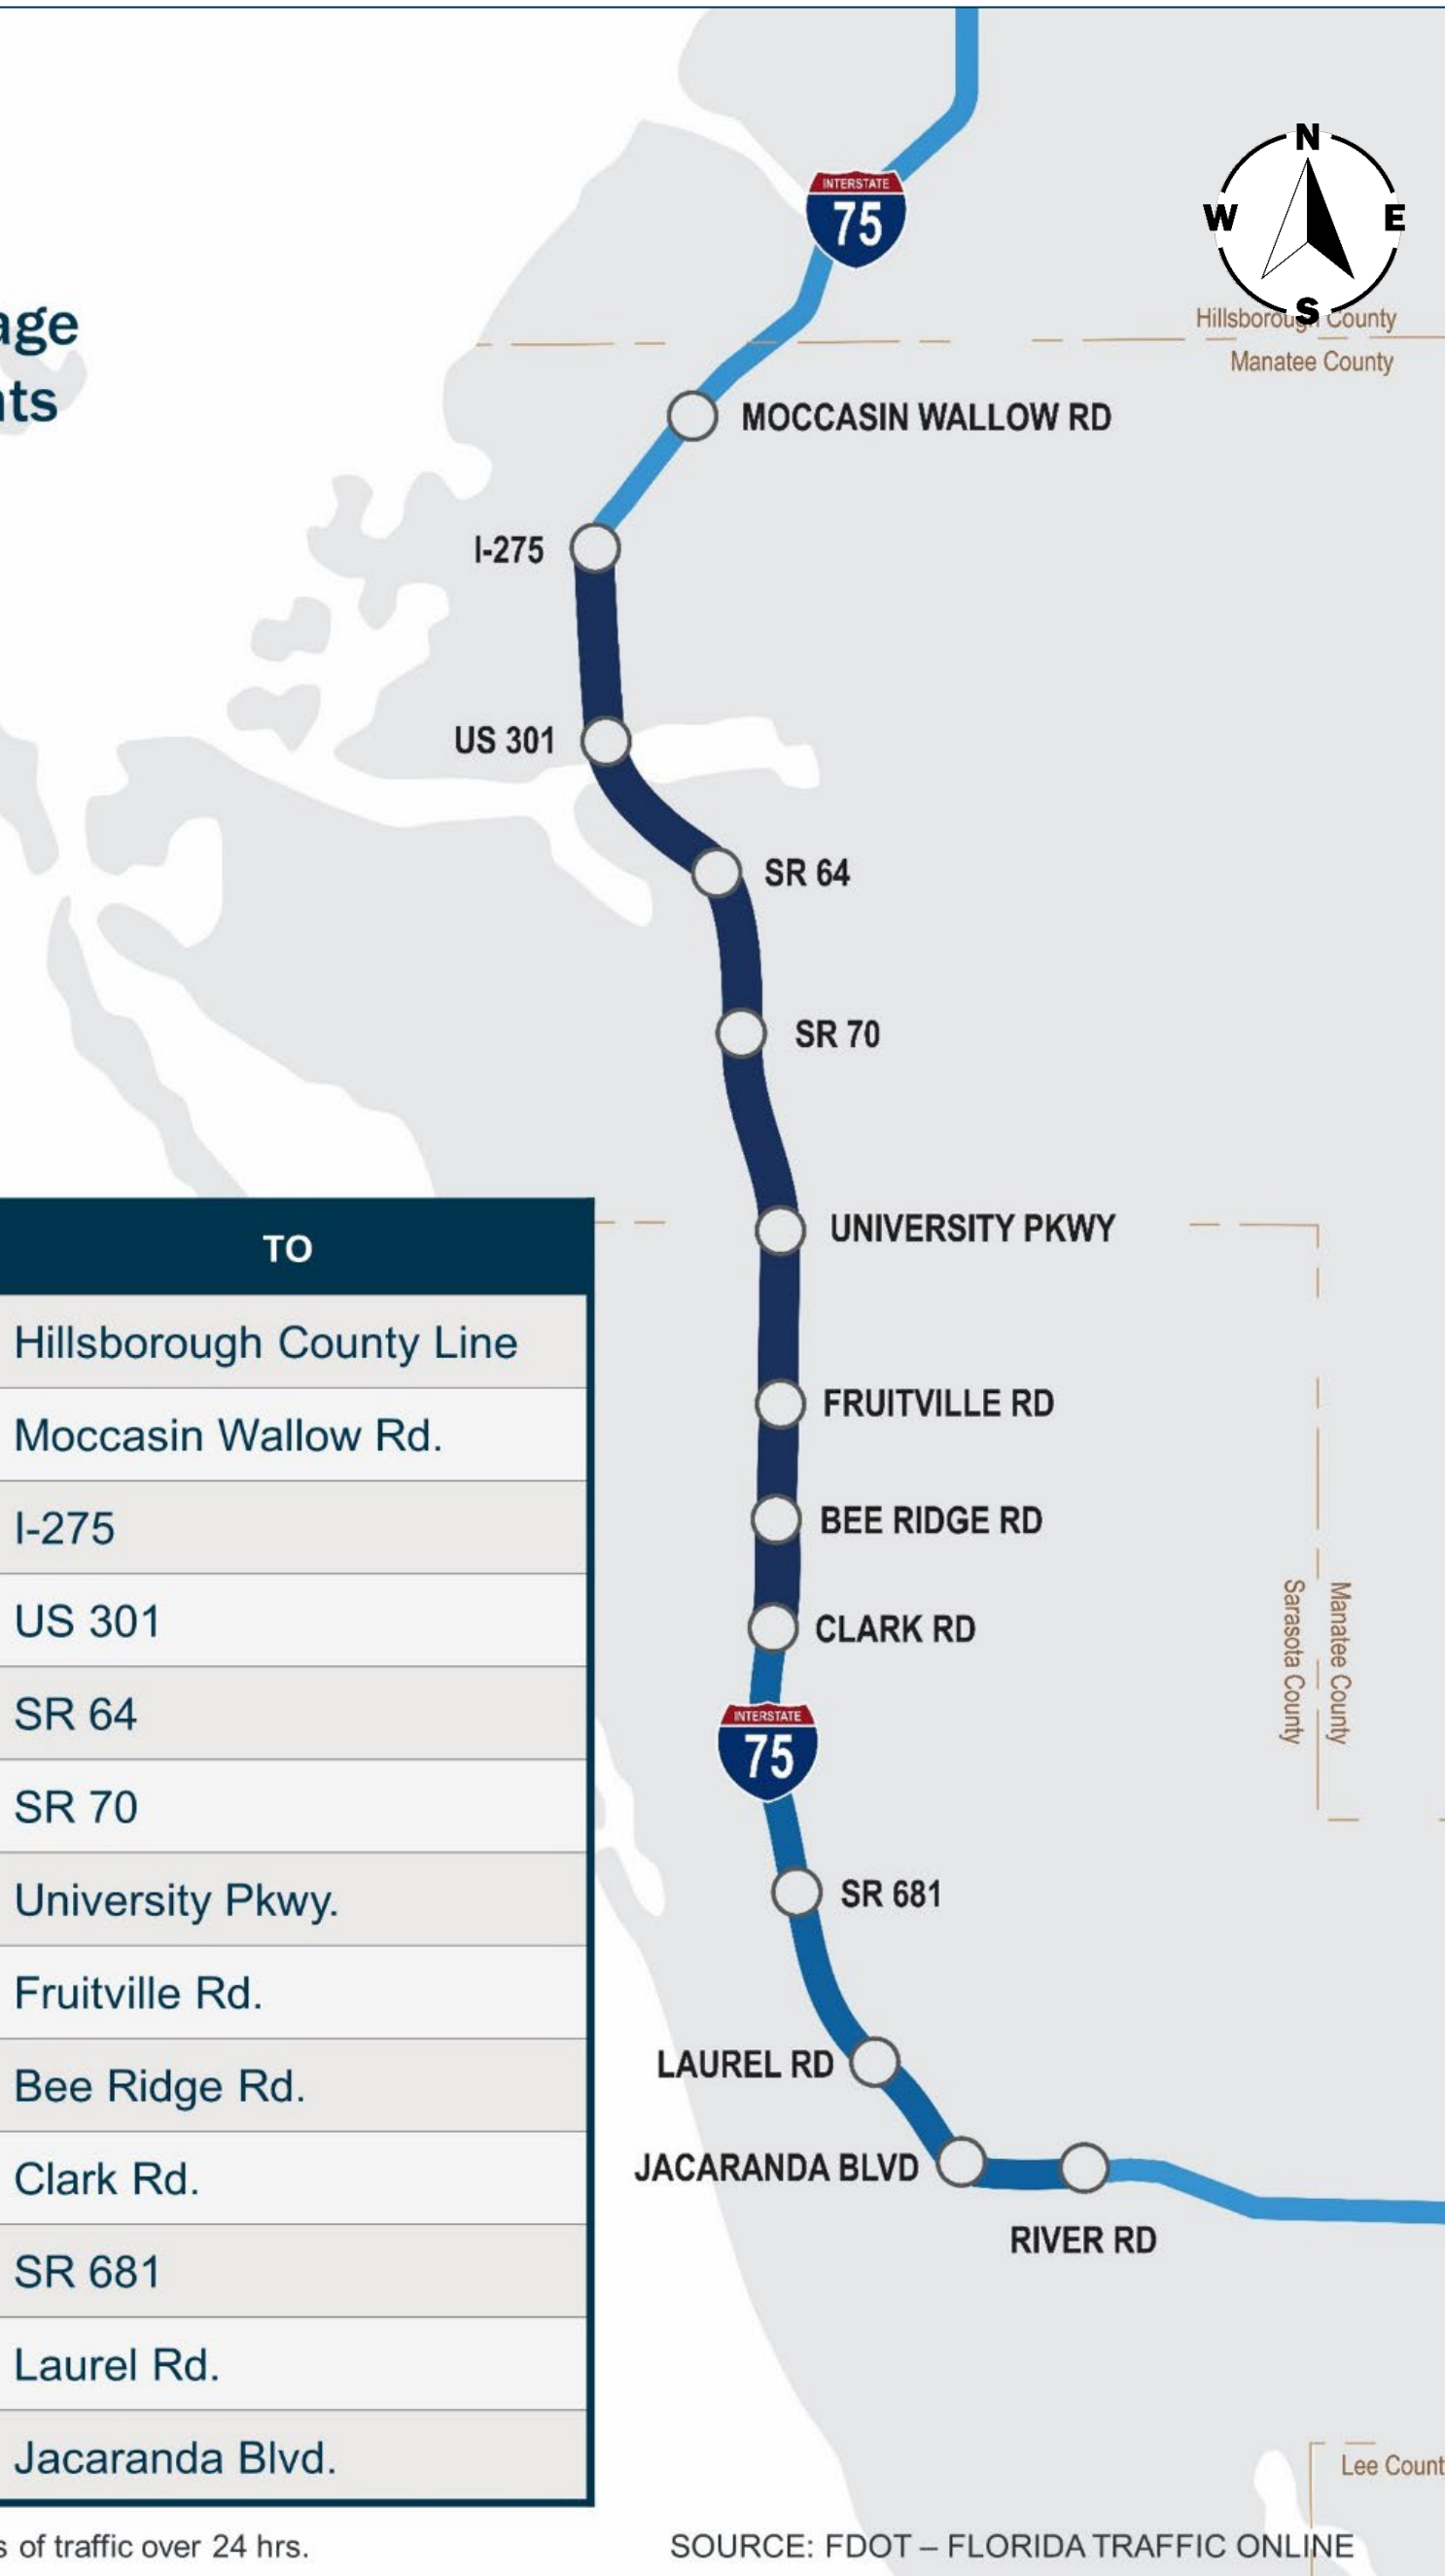 N
W E
S
INTERSTATE
75
Hillsborough County
Manatee County
age
nts
MOCCASIN WALLOW RD
I-275
US 301
SR 64
SR 70
UNIVERSITY PKWY
FRUITVILLE RD
BEE RIDGE RD
CLARK RD
Sarasota County
Manatee County
INTERSTATE
75
SR 681
LAUREL RD
JACARANDA BLVD
RIVER RD
TO
Hillsborough County Line
Moccasin Wallow Rd.
I-275
US 301
SR 64
SR 70
University Pkwy.
Fruitville Rd.
Bee Ridge Rd.
Clark Rd.
SR 681
Laurel Rd.
Jacaranda Blvd.
Lee Count
s of traffic over 24 hrs.
SOURCE: FDOT – FLORIDA TRAFFIC ONLINE